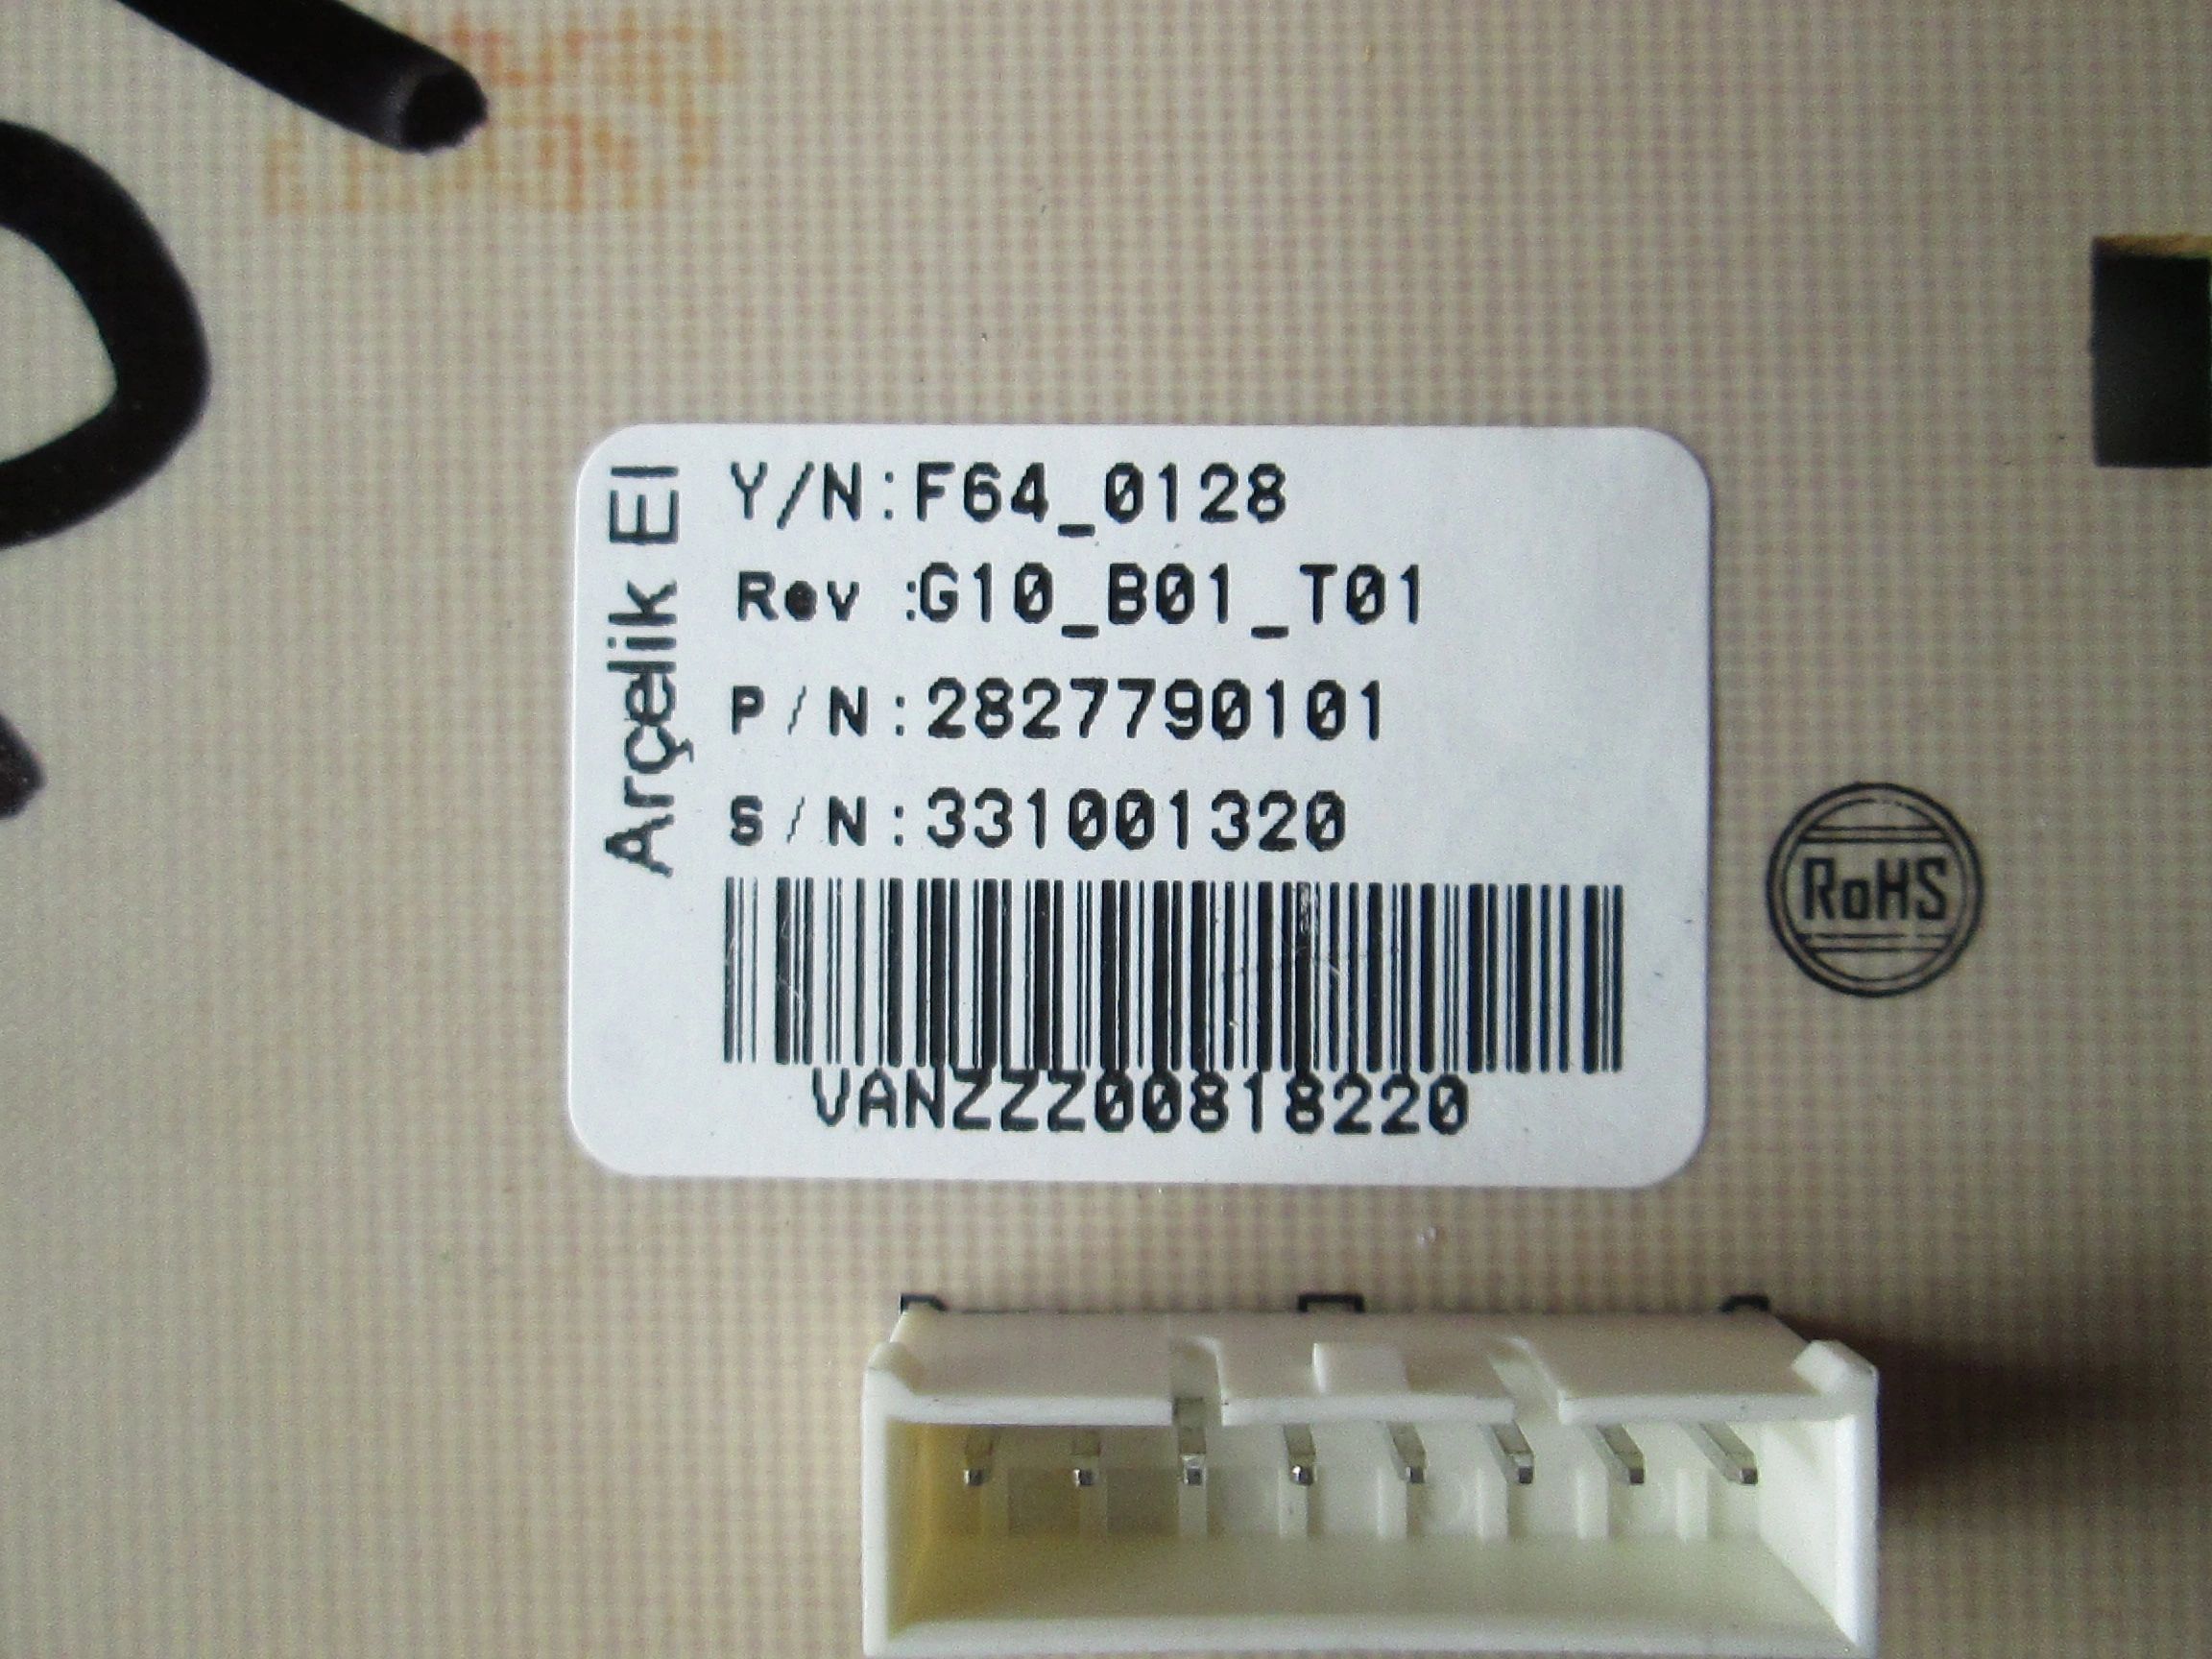 Arçelik El
Y/N:F64_0128
Rev :G10_B01_T01
P/N:2827790101
S/N:331001320
VANZZZ00818220
RoHS